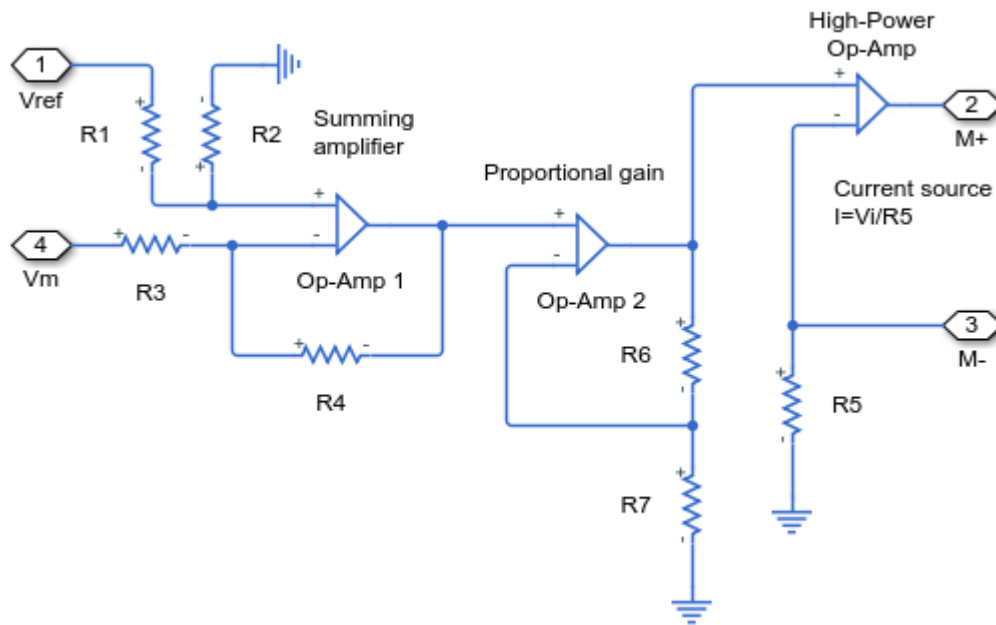 High-Power
Op-Amp
1
Vref
+
-
R1
-
+
R2
Summing
amplifier
+
-
2
M+
Proportional gain
Current source
I=Vi/R5
+
-
Op-Amp 1
4
Vm
+
-
R3
+
-
Op-Amp 2
+
-
R4
+
-
R6
3
M-
+
-
R5
+
-
R7